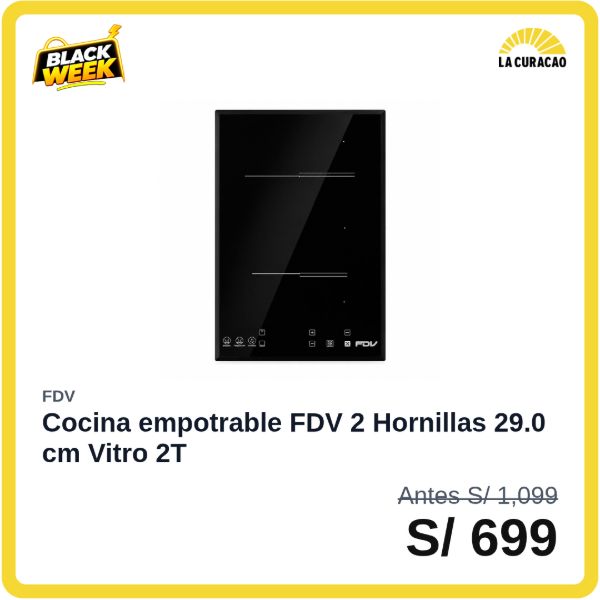 BLACK
WEEK
LA CURACAO
FDV
FDV
Cocina empotrable FDV 2 Hornillas 29.0
cm Vitro 2T
Antes S/ 1,099
S/ 699